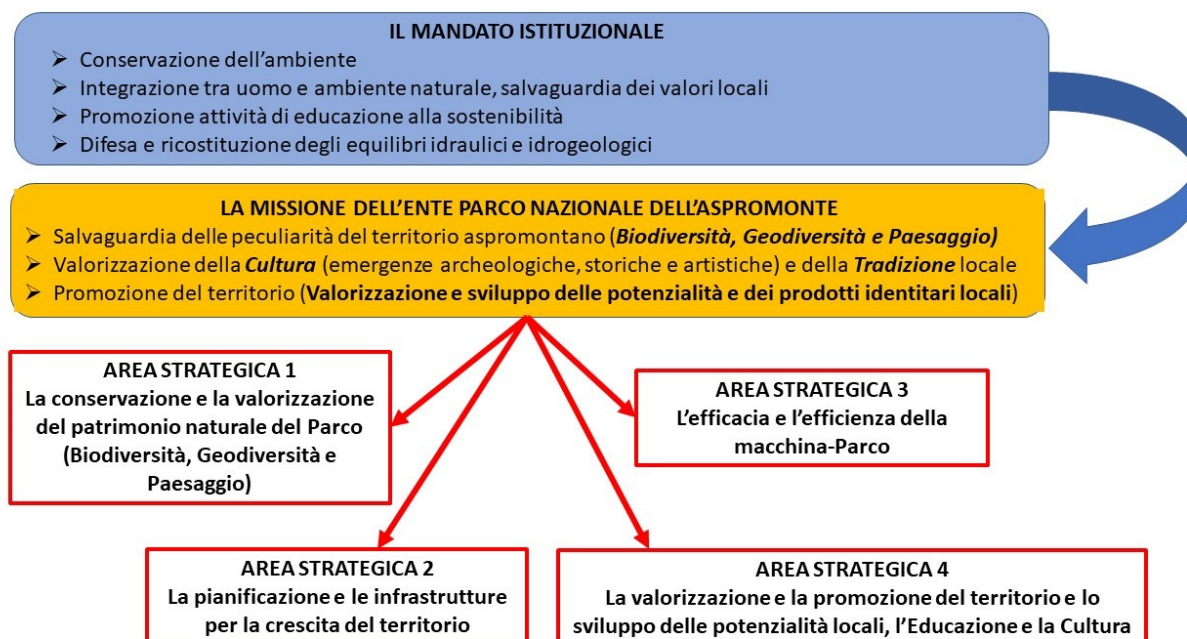 IL MANDATO ISTITUZIONALE
➢ Conservazione dell'ambiente
➢ Integrazione tra uomo e ambiente naturale, salvaguardia dei valori locali
➢ Promozione attività di educazione alla sostenibilità
➢ Difesa e ricostituzione degli equilibri idraulici e idrogeologici
LA MISSIONE DELL'ENTE PARCO NAZIONALE DELL'ASPROMONTE
➢ Salvaguardia delle peculiarità del territorio aspromontano (Biodiversità, Geodiversità e Paesaggio)
➢ Valorizzazione della Cultura (emergenze archeologiche, storiche e artistiche) e della Tradizione locale
➢ Promozione del territorio (Valorizzazione e sviluppo delle potenzialità e dei prodotti identitari locali)
AREA STRATEGICA 1
La conservazione e la valorizzazione
del patrimonio naturale del Parco
(Biodiversità, Geodiversità e
Paesaggio)
AREA STRATEGICA 3
L'efficacia e l'efficienza della
macchina-Parco
AREA STRATEGICA 2
La pianificazione e le infrastrutture
per la crescita del territorio
AREA STRATEGICA 4
La valorizzazione e la promozione del territorio e lo
sviluppo delle potenzialità locali, l'Educazione e la Cultura